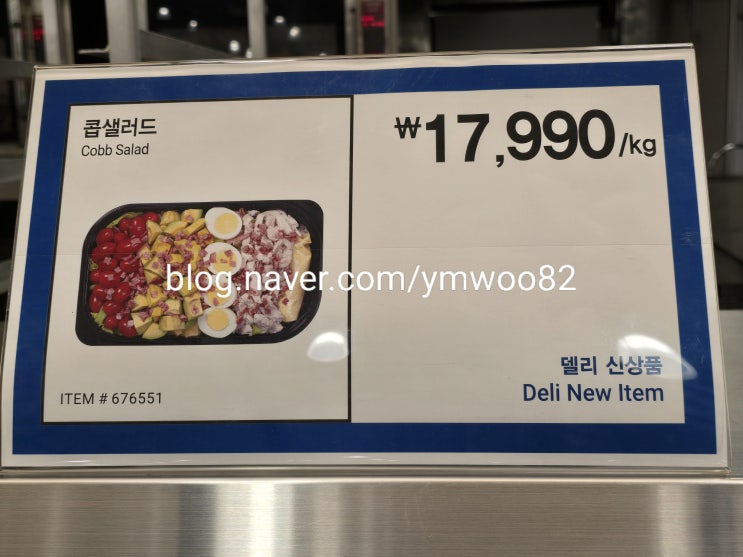 콥샐러드
Cobb Salad
₩17,990/kg
blog.naver.com/ymwoo82
ITEM # 676551
델리 신상품
Deli New Item